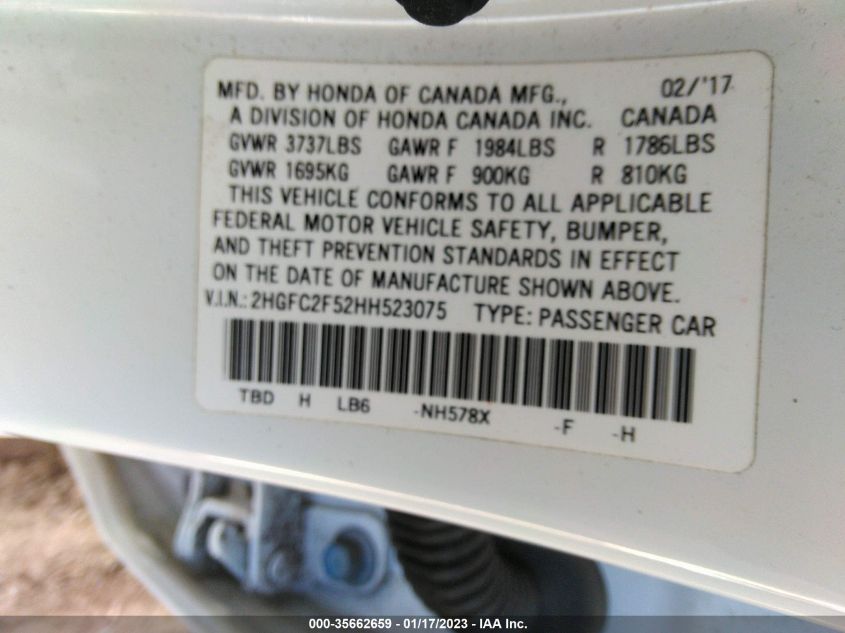 MFD. BY HONDA OF CANADA MFG., 02/'17
A DIVISION OF HONDA CANADA INC. CANADA
GVWR 3737LBS GAWR F 1984LBS R 1786LBS
GVWR 1695KG GAWR F 900KG R 810KG
THIS VEHICLE CONFORMS TO ALL APPLICABLE
FEDERAL MOTOR VEHICLE SAFETY, BUMPER,
AND THEFT PREVENTION STANDARDS IN EFFECT
ON THE DATE OF MANUFACTURE SHOWN ABOVE.
V.I.N.: 2HGFC2F52HH523075 TYPE: PASSENGER CAR
TBD H LB6 -NH578X -F -H
000-35662659 - 01/17/2023 - IAA Inc.